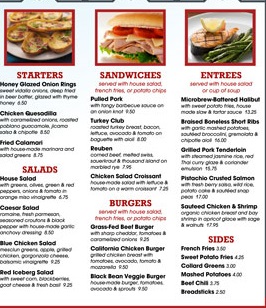 STARTERS
Honey Glazed Onion Rings
sweet vidalia onions, deep fried
in beer batter, glazed with thyme
honey 6.50
Chicken Quesadilla
with caramelized onions, roasted
poblano guacamole, jicama
salsa & chipotle 8.50
Fried Calamari
with house-made marinara and
salad greens 8.75
SALADS
House Salad
with greens, olives, green & red
peppers, onions & tomato in
orange miso vinaigrette 6.75
Caesar Salad
romaine, fresh parmesan,
seasoned croutons & black
pepper with house-made garlic
anchovy dressing 8.50
Blue Chicken Salad
mesclun greens, apple, grilled
chicken, gorgonzola cheese,
balsamic vinaigrette 9.25
Red Iceberg Salad
with sweet corn, blackberries,
goat cheese & fresh basil 9.25
SANDWICHES
served with house salad,
french fries, or potato chips
Pulled Pork
with tangy barbecue sauce on
an onion knot 9.50
Turkey Club
roasted turkey breast, bacon,
lettuce, avocado & tomato on
baguette with aioli 8.00
Reuben
corned beef, melted swiss,
sauerkraut & thousand island on
marbled rye 7.95
Chicken Salad Croissant
house-made salad with lettuce &
tomato on a warm croissant 7.25
BURGERS
served with house salad,
french fries, or potato chips
Grass-Fed Beef Burger
with sharp cheddar, tomatoes &
caramelized onions 9.25
California Chicken Burger
grilled chicken breast with
tomatoes, avocado, tomato &
mozzarella 9.50
Black Bean Veggie Burger
house-made burger, tomatoes,
avocado & sprouts 9.50
ENTREES
served with house salad
or cup of soup
Microbrew-Battered Halibut
with sweet potato fries, house
made slaw & tartar sauce 13.25
Braised Boneless Short Ribs
with garlic mashed potatoes,
sautéed broccolini, gremolata &
chipotle aioli 16.00
Grilled Pork Tenderloin
with steamed jasmine rice, red
Thai curry glaze & coriander
emulsion 15.75
Pistachio Crusted Salmon
with fresh berry salsa, wild rice,
potato cake & sautéed snap
peas 17.00
Sauteed Chicken & Shrimp
organic chicken breast and bay
shrimp in apricot glace with sage
& walnuts 17.95
SIDES
French Fries 3.50
Sweet Potato Fries 4.25
Collard Greens 3.00
Mashed Potatoes 4.00
Beef Chili 3.75
Breadsticks 2.50